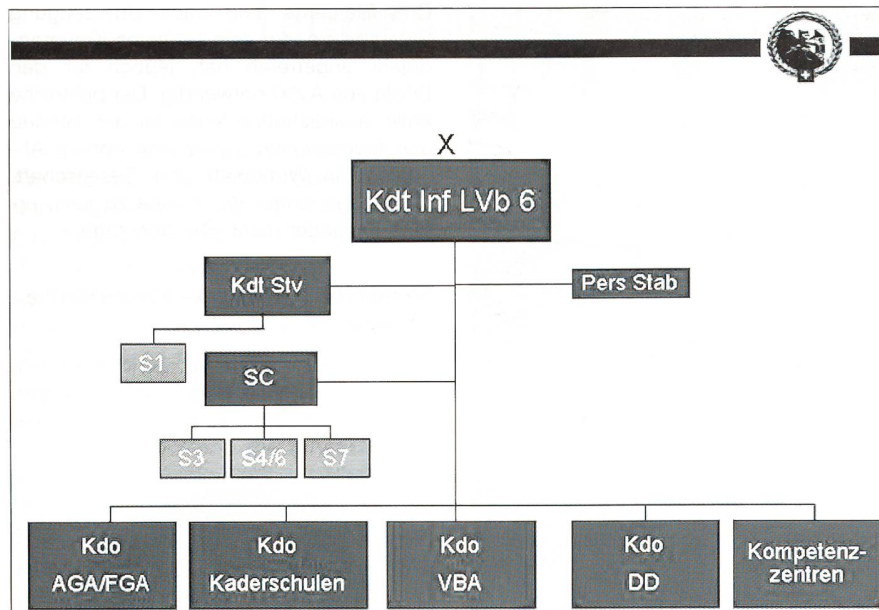 X
Kdt Inf LVb 6
Kdt Stv
Pers Stab
S1
SC
S3
S4/6
S7
Kdo
AGA/FGA
Kdo
Kaderschulen
Kdo
VBA
Kdo
DD
Kompetenz-
zentren